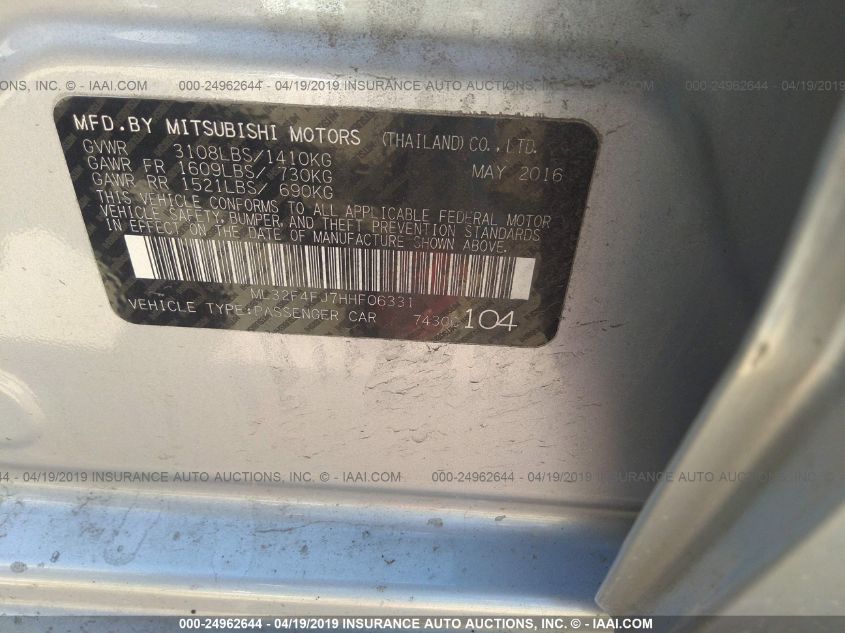 - IAAI.COM 000-24962644 - 04/19/2019 INSURANCE AUTO AUCTIONS, INC. - IAAI.COM 000-24962644 - 04/19/2019
MFD.BY MITSUBISHI MOTORS (THAILAND) CO.,LTD.
GVWR 3108LBS/1410KG
GAWR FR 1609LBS/ 730KG MAY 2016
GAWR RR 1521LBS/ 690KG
THIS VEHICLE CONFORMS TO ALL APPLICABLE FEDERAL MOTOR
VEHICLE SAFETY, BUMPER, AND THEFT PREVENTION STANDARDS
IN EFFECT ON THE DATE OF MANUFACTURE SHOWN ABOVE.
ML32F4FJ7HHF06331
VEHICLE TYPE:PASSENGER CAR 7430 104
04/19/2019 INSURANCE AUTO AUCTIONS, INC. - IAAI.COM 000-24962644 - 04/19/2019 INSURANCE AUTO AUCTIONS,
000-24962644 - 04/19/2019 INSURANCE AUTO AUCTIONS, INC. - IAAI.COM